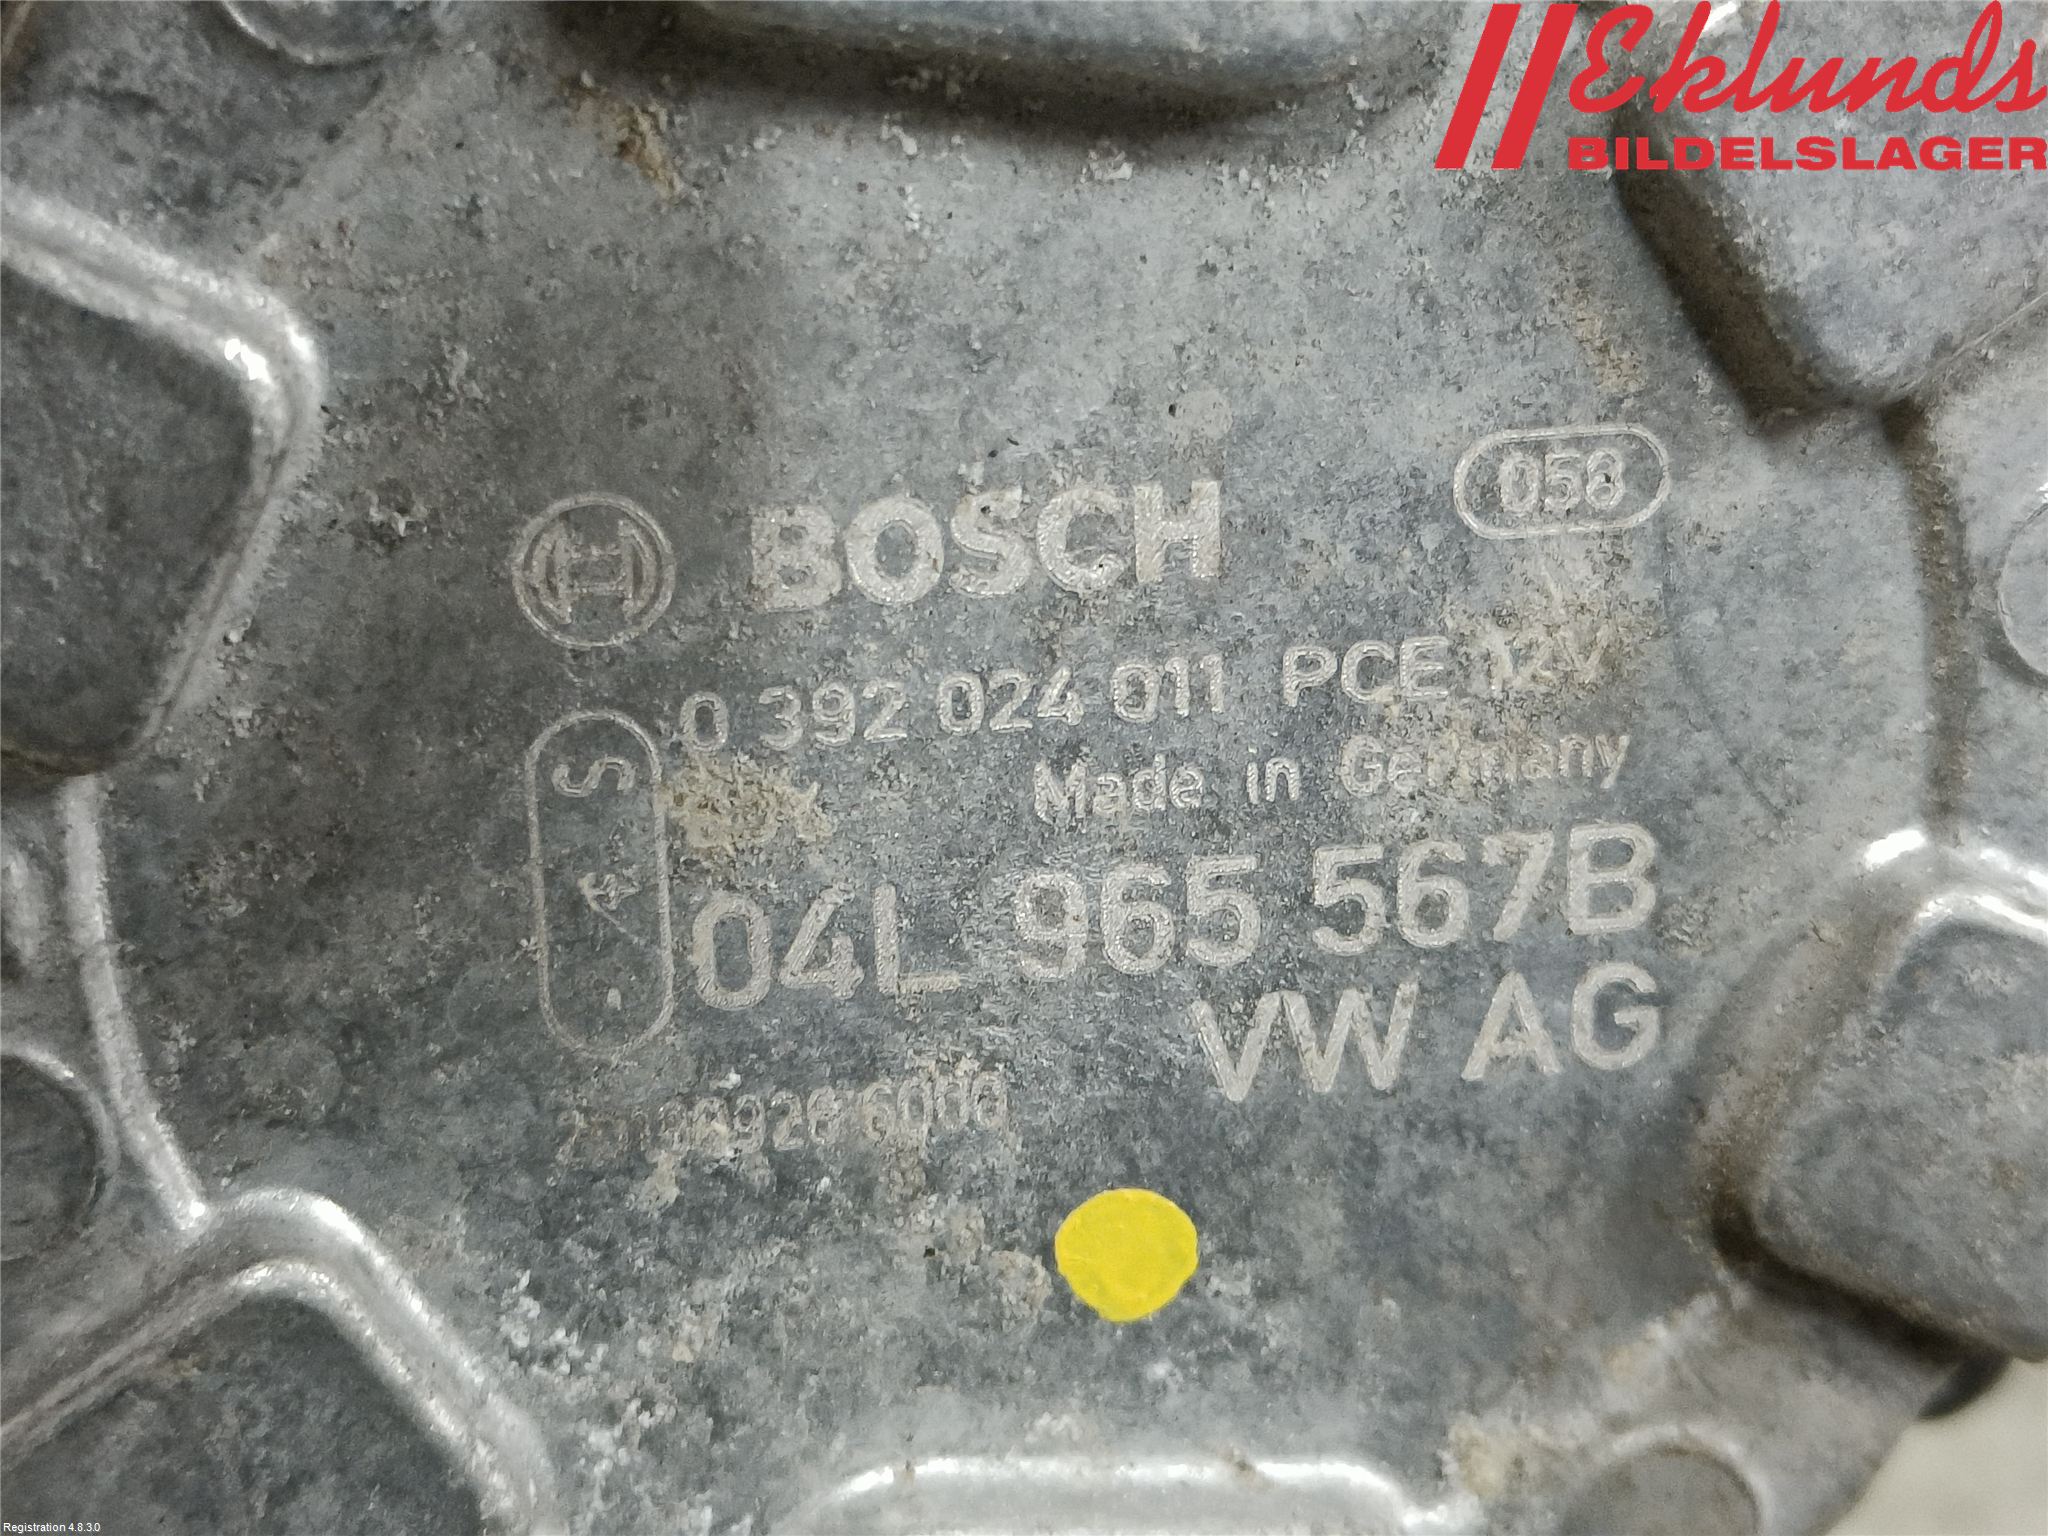 Eklunds
BILDELSLAGER
BOSCH
058
0 392 024 011 PCE 12V
Made in Germany
S
04L 965 567B
VW AG
6000
Registration 4.8.3.0